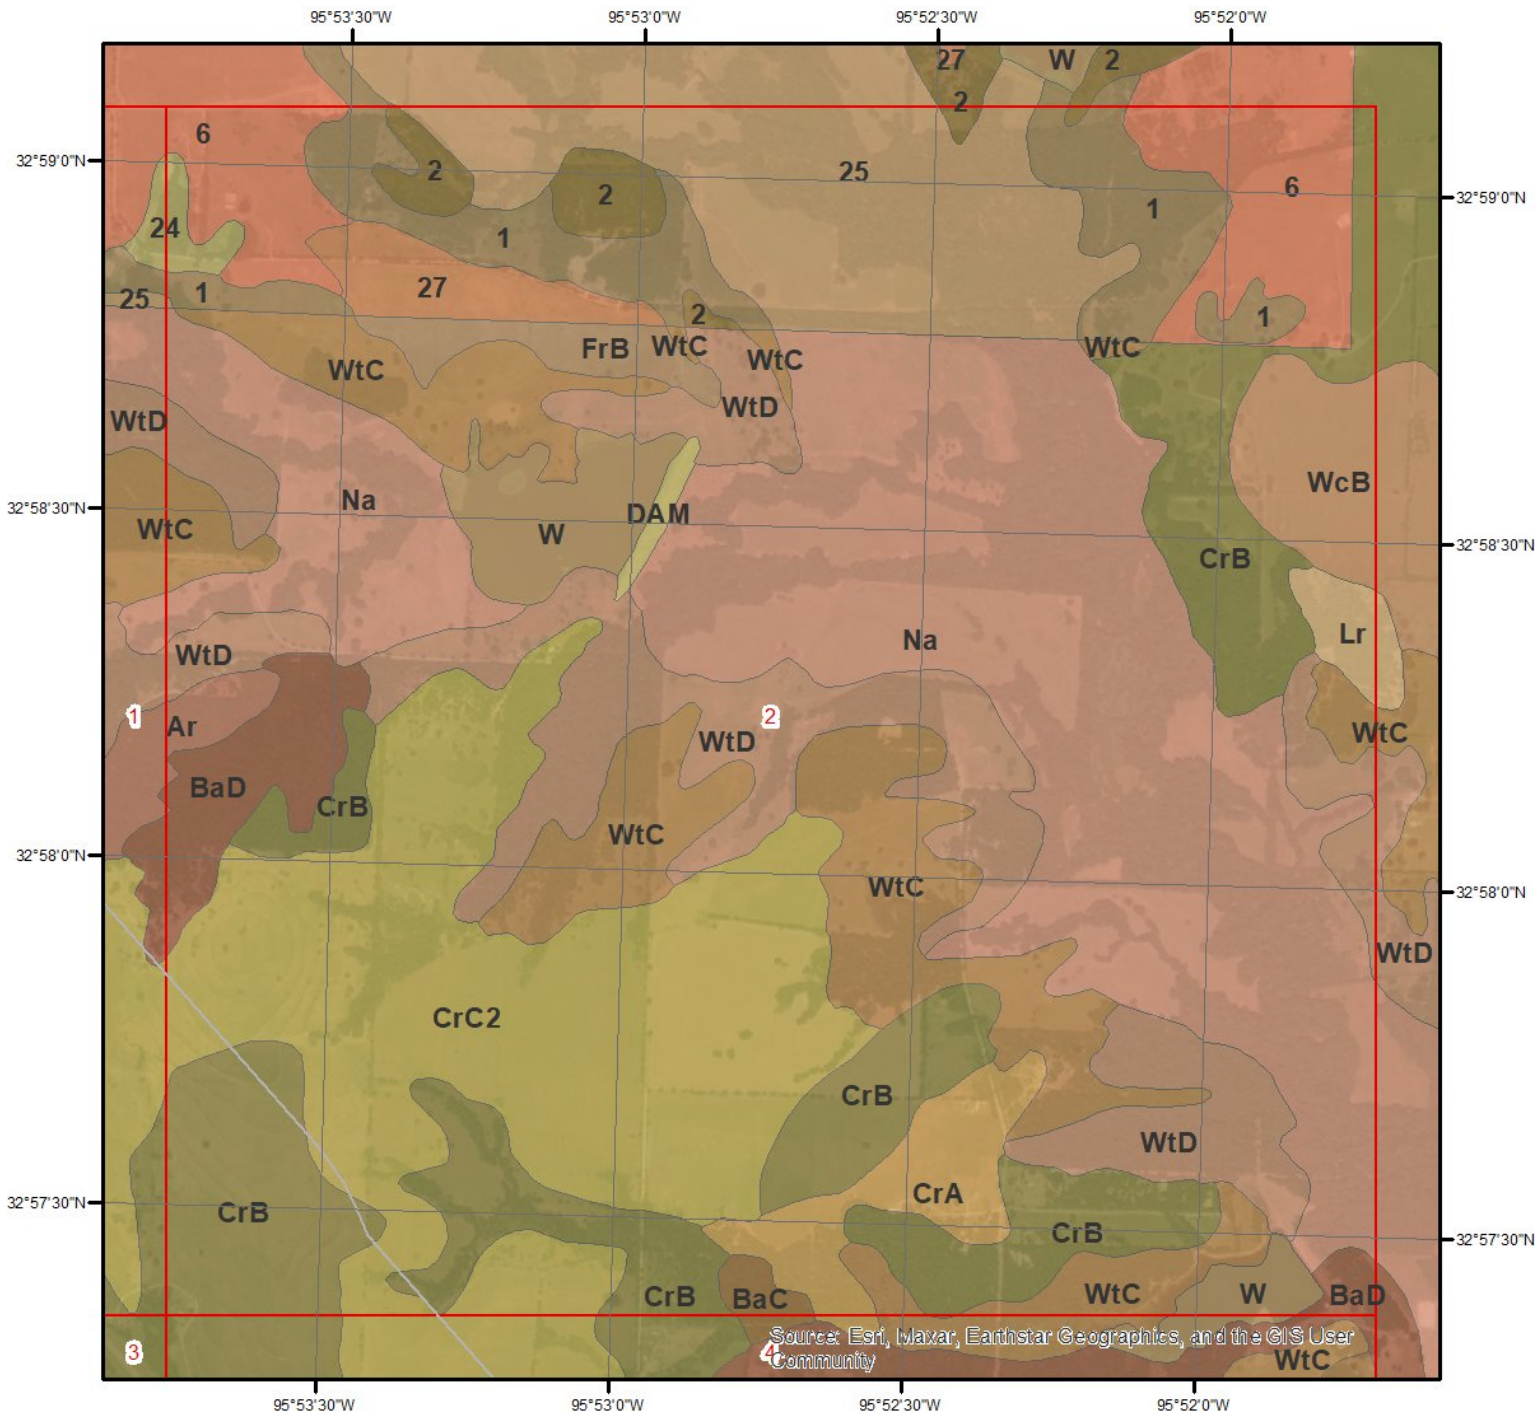 95°53'30"W 95°53'0"W 95°52'30"W 95°52'0"W
27 W 2
2
6
32°59'0"N
2 25
2 6
1 32°59'0"N
24 1
27
25 1
2 1
FrB WtC WtC
WtC WtC
WtD
WtD
WcB
Na
32°58'30"N DAM
WtC W
32°58'30"N
CrB
Lr
Na
WtD
1 Ar 2
WtD WtC
BaD
CrB
WtC
32°58'0"N
WtC 32°58'0"N
WtD
CrC2
CrB
WtD
CrA
32°57'30"N
CrB
CrB 32°57'30"N
CrB BaC WtC W BaD
Source: Esri, Maxar, Earthstar Geographics, and the GIS User
3 4 Community
WtC
95°53'30"W 95°53'0"W 95°52'30"W 95°52'0"W